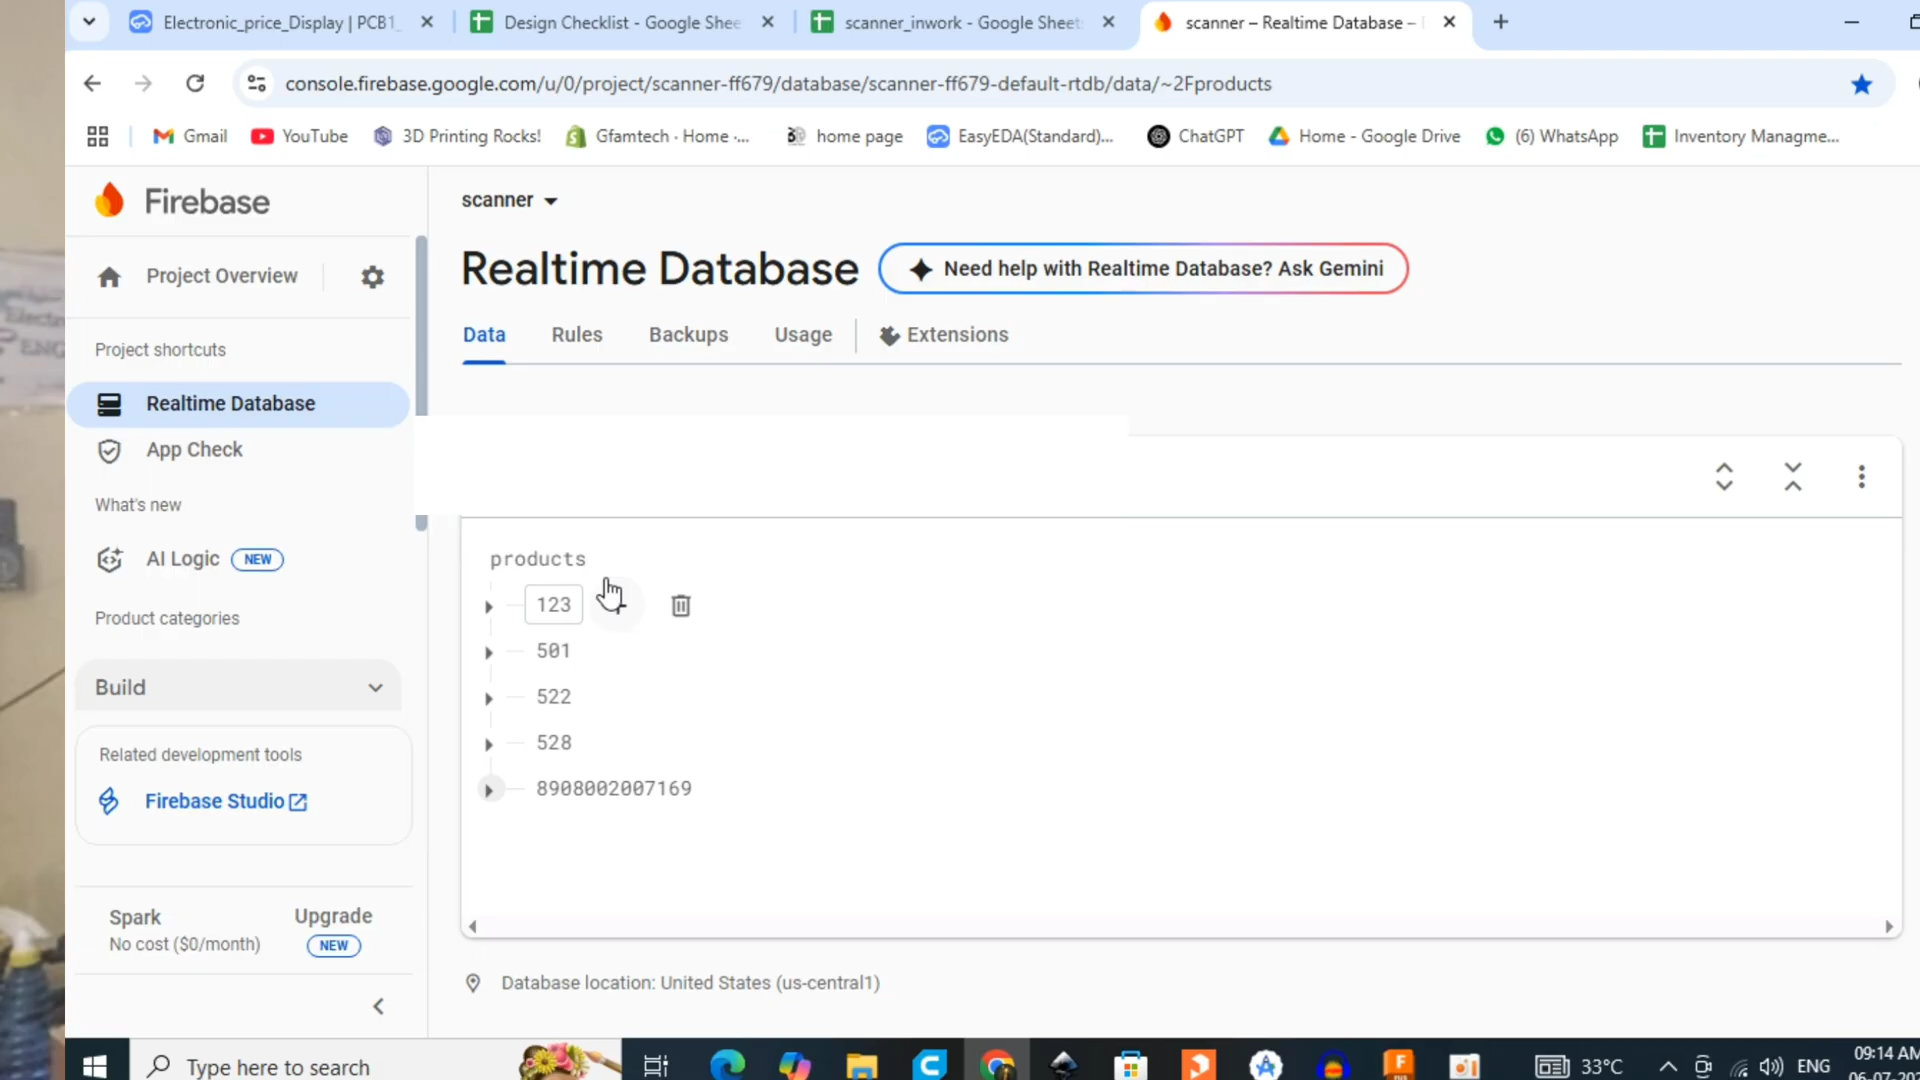 Electronic_price_Display | PCB1_
Design Checklist - Google Shee
scanner_inwork - Google Sheet
scanner – Realtime Database –
console.firebase.google.com/u/0/project/scanner-ff679/database/scanner-ff679-default-rtdb/data/~2Fproducts
Gmail
YouTube
3D Printing Rocks!
Gfamtech - Home -...
home page
EasyEDA(Standard)...
ChatGPT
Home - Google Drive
(6) WhatsApp
Inventory Managme...
Firebase
scanner
Project Overview
Realtime Database
Need help with Realtime Database? Ask Gemini
Data
Rules
Backups
Usage
Extensions
Project shortcuts
Realtime Database
App Check
What's new
AI Logic NEW
Product categories
Build
Related development tools
Firebase Studio
Spark
No cost ($0/month)
Upgrade
NEW
products
123
501
522
528
8908002007169
Database location: United States (us-central1)
Type here to search
33°C
ENG
09:14 AM